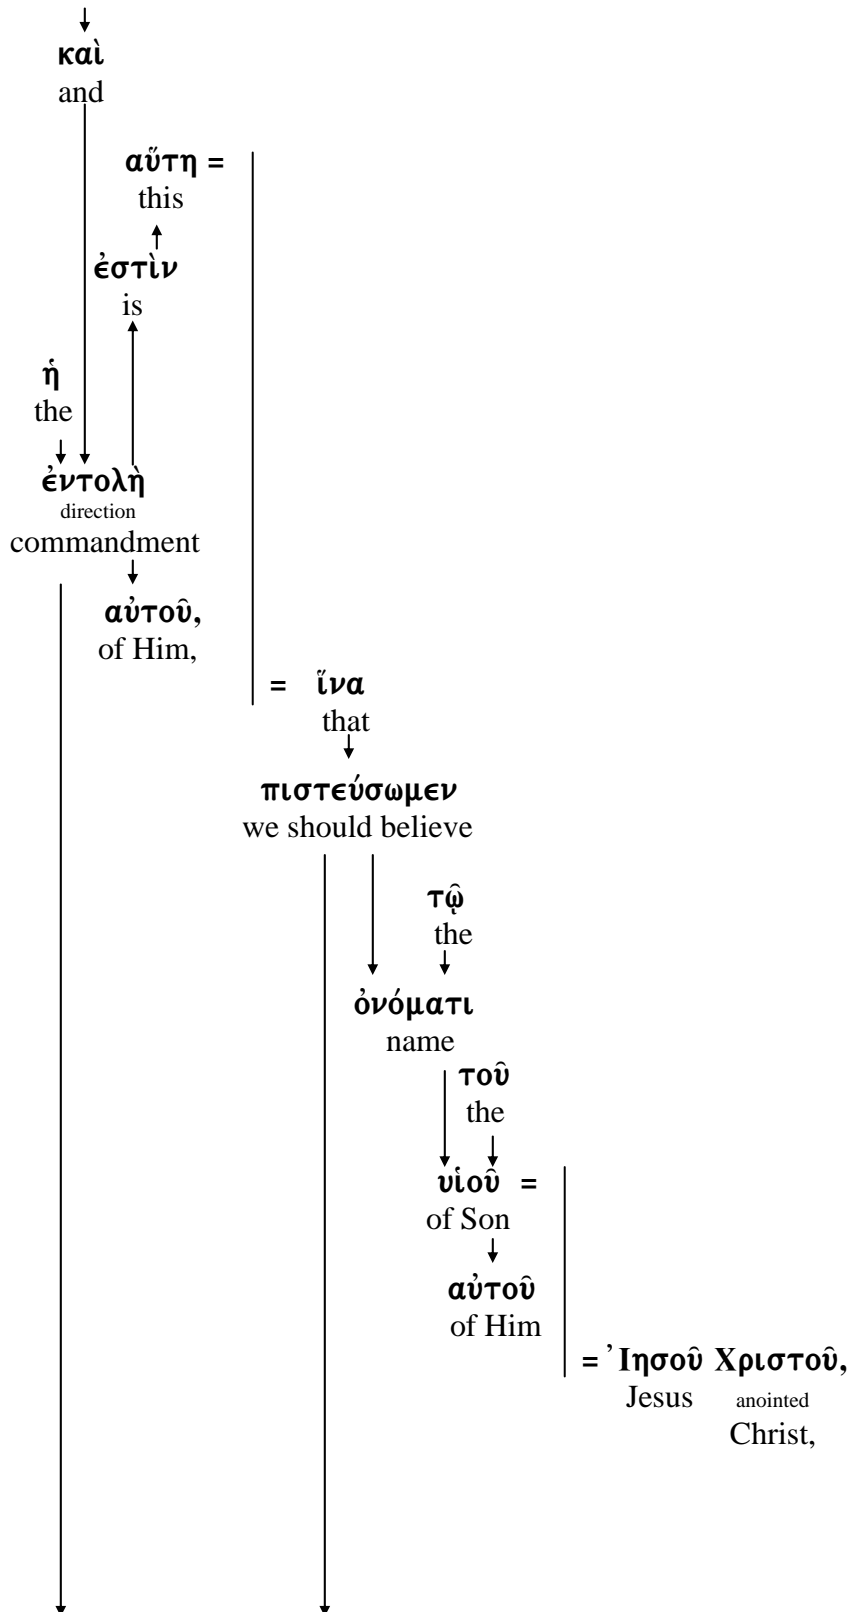 καὶ
and
αὕτη =
this
ἐστὶν
is
ἡ
the
ἐντολὴ
direction
commandment
αὐτοῦ,
of Him,
= ἵνα
that
πιστεύσωμεν
we should believe
τῷ
the
ὀνόματι
name
τοῦ
the
υἱοῦ =
of Son
αὐτοῦ
of Him
= Ἰησοῦ Χριστοῦ,
Jesus anointed
Christ,